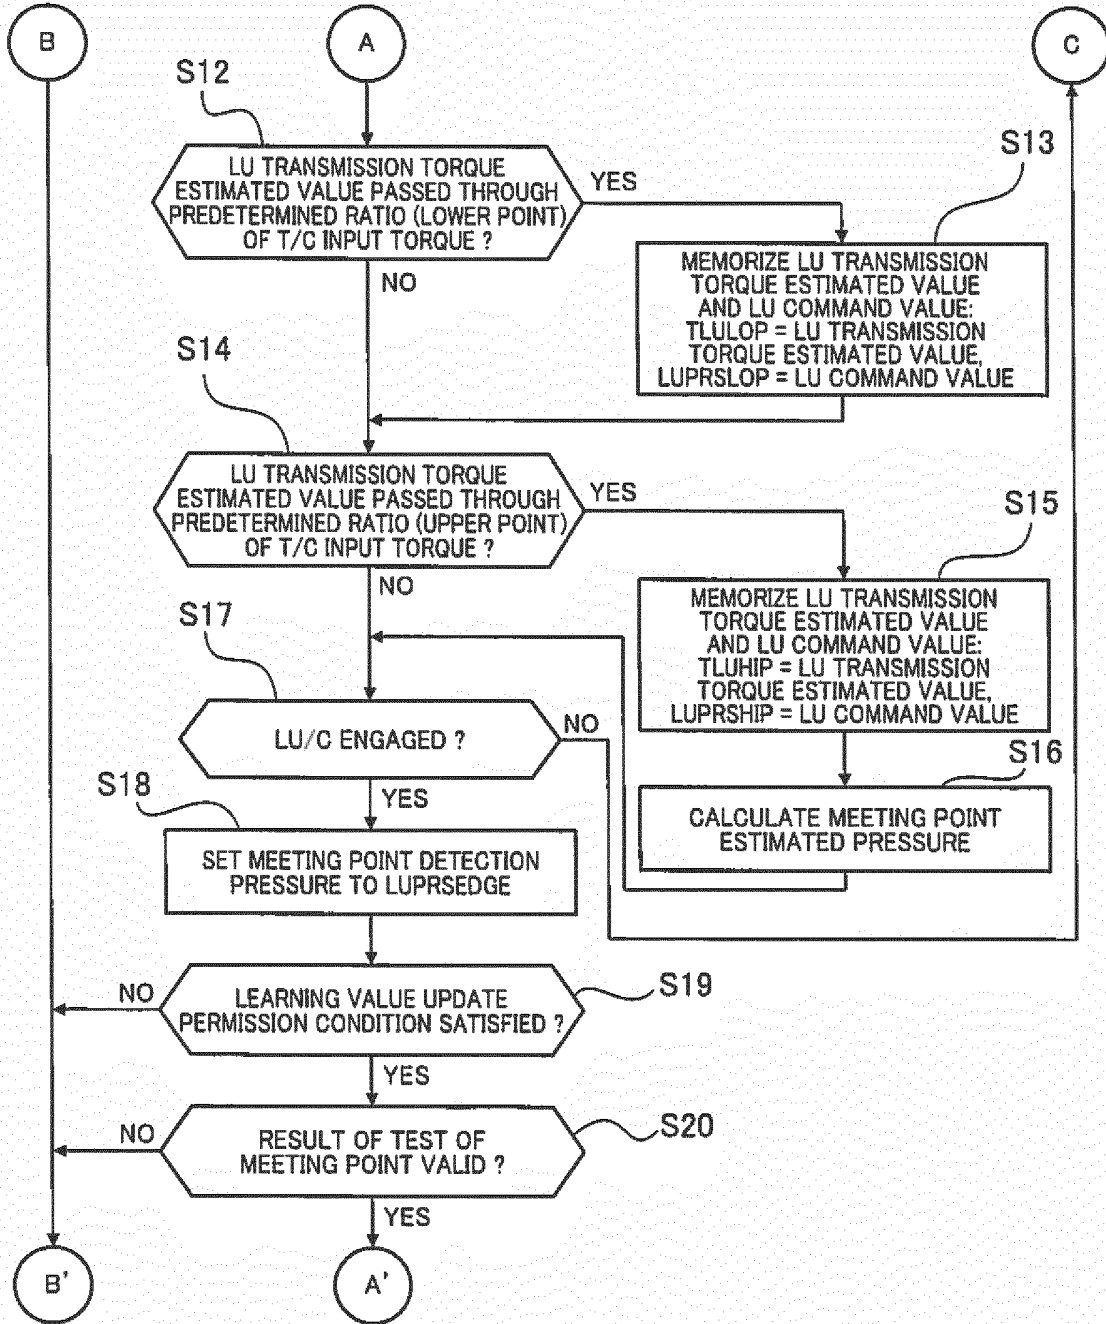 B
A
C
S12
LU TRANSMISSION TORQUE
ESTIMATED VALUE PASSED THROUGH
PREDETERMINED RATIO (LOWER POINT)
OF T/C INPUT TORQUE ?
YES
NO
S13
MEMORIZE LU TRANSMISSION
TORQUE ESTIMATED VALUE
AND LU COMMAND VALUE:
TLULOP = LU TRANSMISSION
TORQUE ESTIMATED VALUE,
LUPRSLOP = LU COMMAND VALUE
S14
LU TRANSMISSION TORQUE
ESTIMATED VALUE PASSED THROUGH
PREDETERMINED RATIO (UPPER POINT)
OF T/C INPUT TORQUE ?
YES
NO
S15
MEMORIZE LU TRANSMISSION
TORQUE ESTIMATED VALUE
AND LU COMMAND VALUE:
TLUHIP = LU TRANSMISSION
TORQUE ESTIMATED VALUE,
LUPRSHIP = LU COMMAND VALUE
S16
CALCULATE MEETING POINT
ESTIMATED PRESSURE
S17
LU/C ENGAGED ?
NO
YES
S18
SET MEETING POINT DETECTION
PRESSURE TO LUPRSEDGE
S19
LEARNING VALUE UPDATE
PERMISSION CONDITION SATISFIED ?
NO
YES
S20
RESULT OF TEST OF
MEETING POINT VALID ?
NO
YES
B'
A'